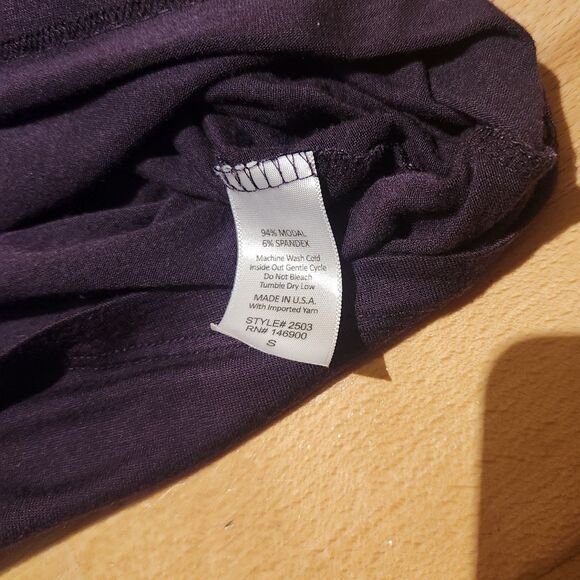 94% MODAL
6% SPANDEX
Machine Wash Cold
Inside Out Gentle Cycle
Do Not Bleach
Tumble Dry Low
MADE IN U.S.A.
With Imported Yarn
STYLE# 2503
RN# 146900
S